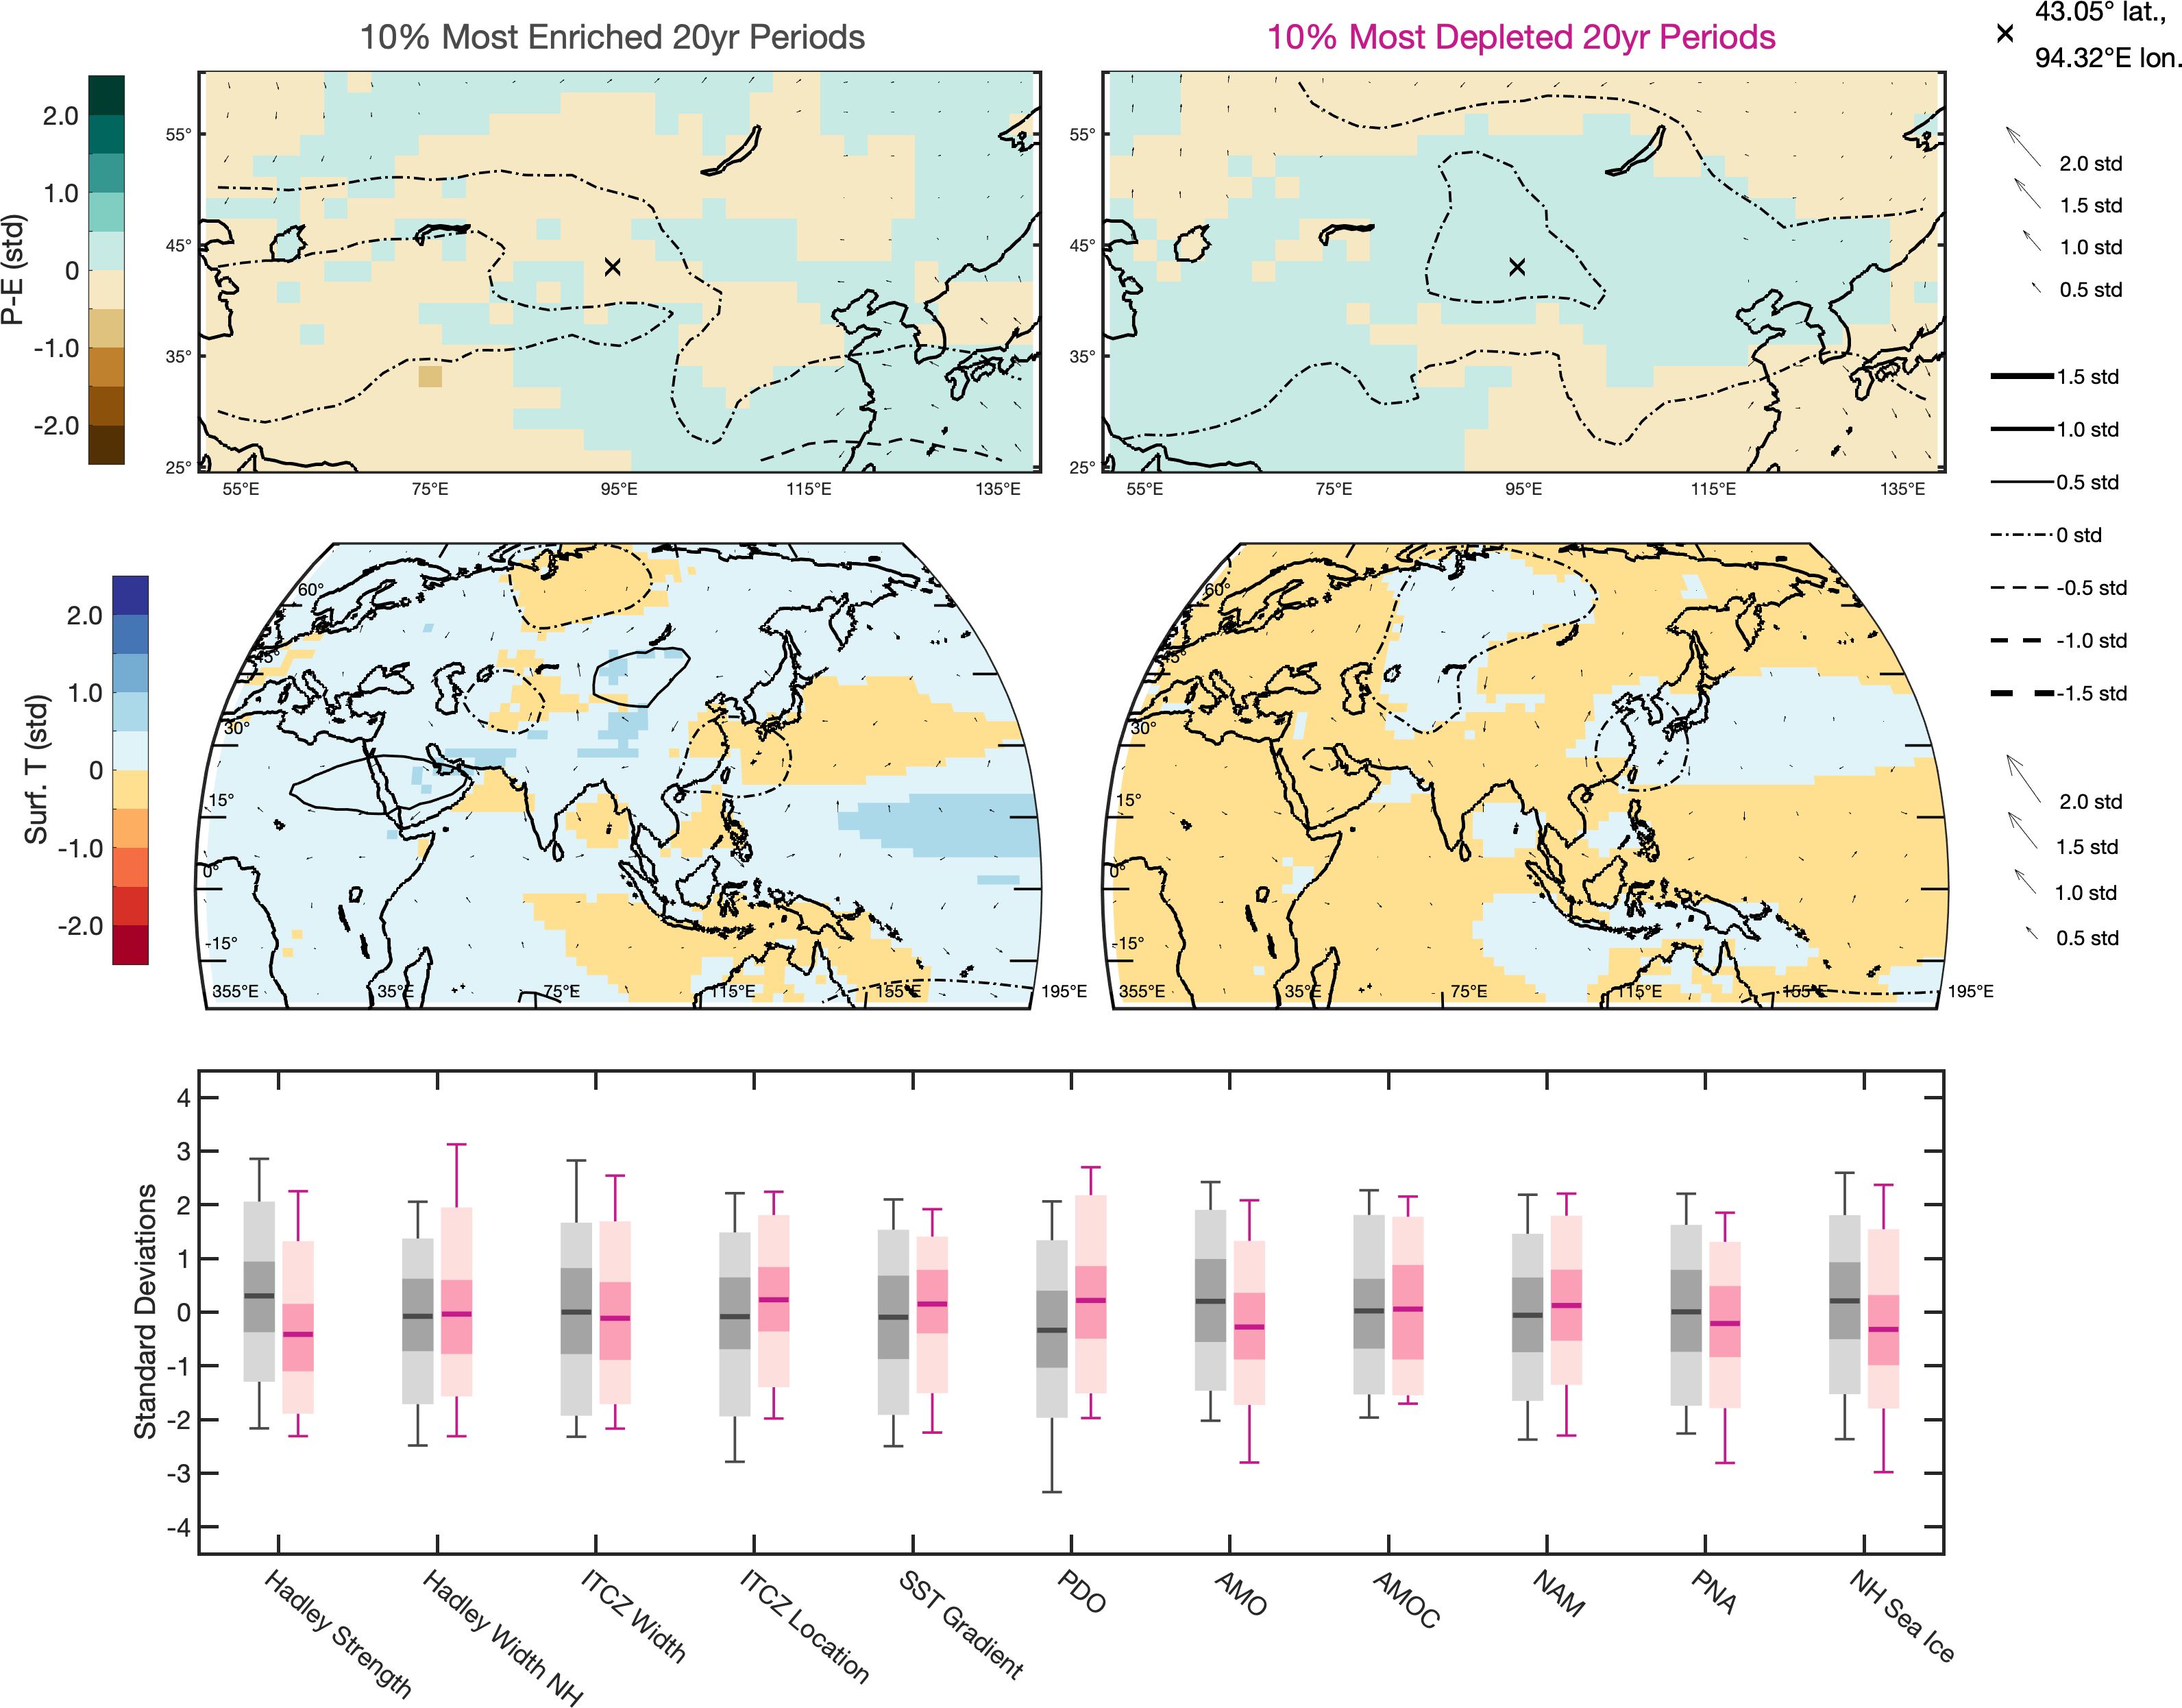 10% Most Enriched 20yr Periods
10% Most Depleted 20yr Periods
43.05° lat.,
94.32°E lon.
P-E (std)
2.0
1.0
0
-1.0
-2.0
55°
45°
35°
25°
55°E
75°E
95°E
115°E
135°E
55°
45°
35°
25°
55°E
75°E
95°E
115°E
135°E
2.0 std
1.5 std
1.0 std
0.5 std
1.5 std
1.0 std
0.5 std
0 std
-0.5 std
-1.0 std
-1.5 std
2.0 std
1.5 std
1.0 std
0.5 std
Surf. T (std)
2.0
1.0
0
-1.0
-2.0
60°
45°
30°
15°
0°
-15°
355°E
35°E
75°E
115°E
155°E
195°E
60°
45°
30°
15°
0°
-15°
355°E
35°E
75°E
115°E
155°E
195°E
Standard Deviations
4
3
2
1
0
-1
-2
-3
-4
Hadley Strength
Hadley Width NH
ITCZ Width
ITCZ Location
SST Gradient
PDO
AMO
AMOC
NAM
PNA
NH Sea Ice